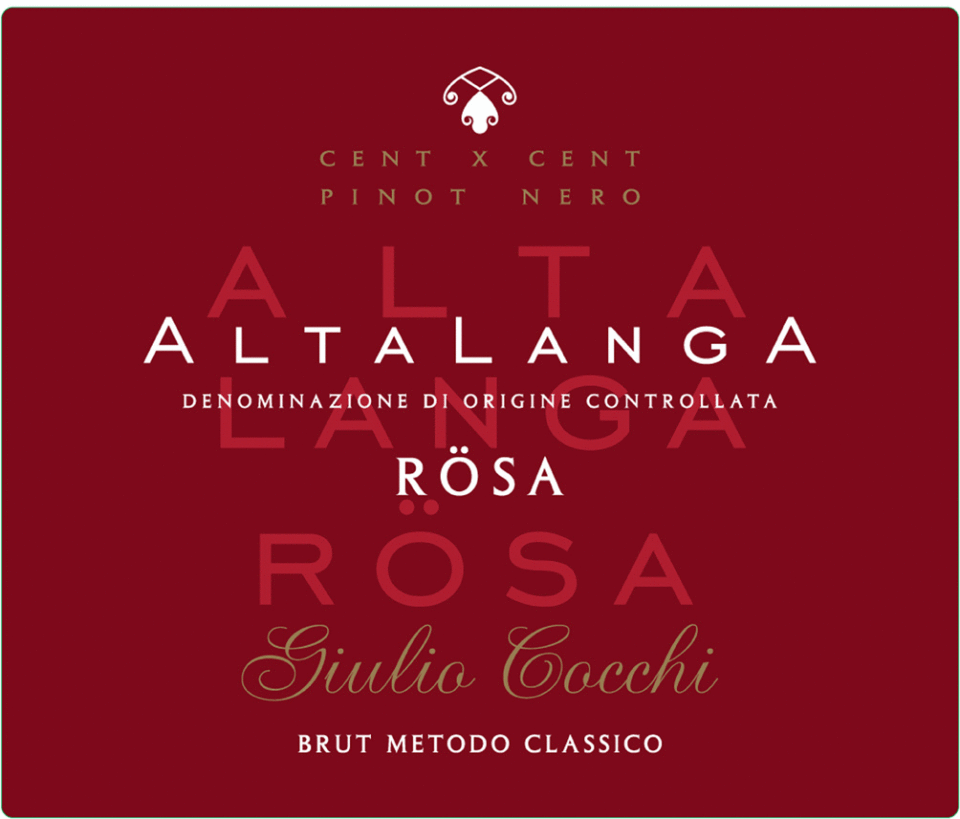 CENT X CENT
PINOT NERO
ALTA
ALTALANGA
DENOMINAZIONE DI ORIGINE CONTROLLATA
LANGA
RÖSA
RÖSA
Giulio Cocchi
BRUT METODO CLASSICO